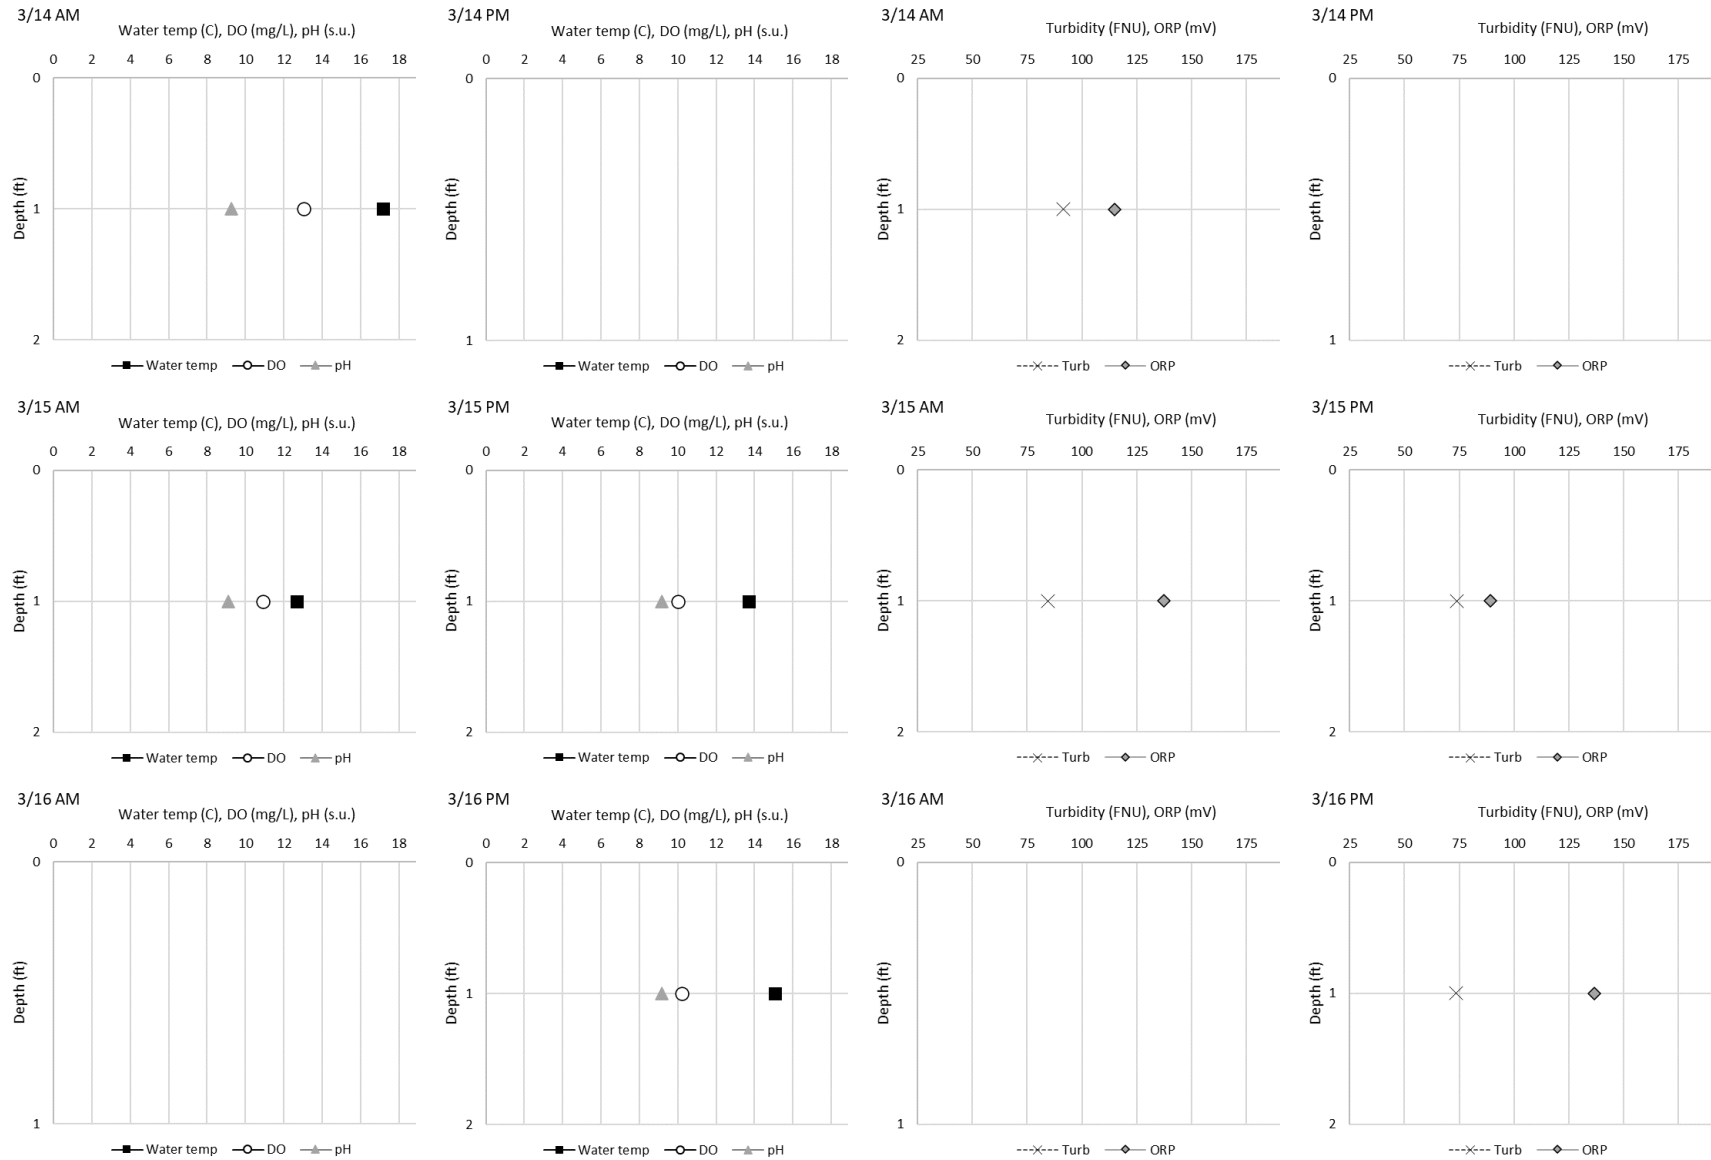 3/14 AM
Water temp (C), DO (mg/L), pH (s.u.)
0 2 4 6 8 10 12 14 16 18
0
1
2
Depth (ft)
Water temp DO pH
3/14 PM
Water temp (C), DO (mg/L), pH (s.u.)
0 2 4 6 8 10 12 14 16 18
0
1
Depth (ft)
Water temp DO pH
3/14 AM
Turbidity (FNU), ORP (mV)
25 50 75 100 125 150 175
0
1
2
Depth (ft)
Turb ORP
3/14 PM
Turbidity (FNU), ORP (mV)
25 50 75 100 125 150 175
0
1
Depth (ft)
Turb ORP
3/15 AM
Water temp (C), DO (mg/L), pH (s.u.)
0 2 4 6 8 10 12 14 16 18
0
1
2
Depth (ft)
Water temp DO pH
3/15 PM
Water temp (C), DO (mg/L), pH (s.u.)
0 2 4 6 8 10 12 14 16 18
0
1
2
Depth (ft)
Water temp DO pH
3/15 AM
Turbidity (FNU), ORP (mV)
25 50 75 100 125 150 175
0
1
2
Depth (ft)
Turb ORP
3/15 PM
Turbidity (FNU), ORP (mV)
25 50 75 100 125 150 175
0
1
2
Depth (ft)
Turb ORP
3/16 AM
Water temp (C), DO (mg/L), pH (s.u.)
0 2 4 6 8 10 12 14 16 18
0
1
Depth (ft)
Water temp DO pH
3/16 PM
Water temp (C), DO (mg/L), pH (s.u.)
0 2 4 6 8 10 12 14 16 18
0
1
2
Depth (ft)
Water temp DO pH
3/16 AM
Turbidity (FNU), ORP (mV)
25 50 75 100 125 150 175
0
1
Depth (ft)
Turb ORP
3/16 PM
Turbidity (FNU), ORP (mV)
25 50 75 100 125 150 175
0
1
2
Depth (ft)
Turb ORP